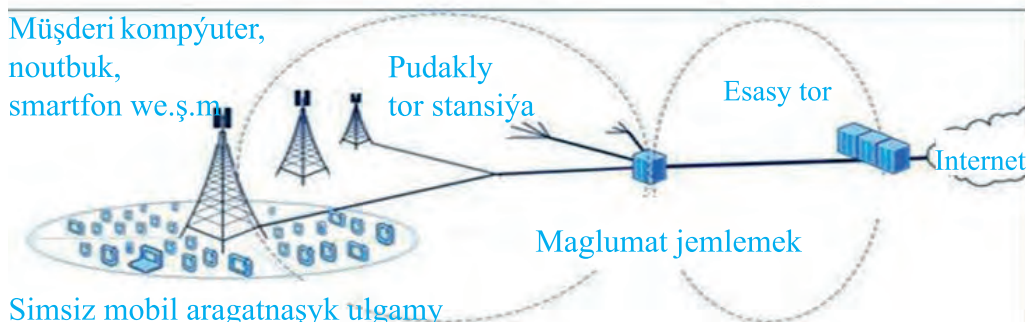 Müşderi kompýuter,
noutbuk,
smartfon we.ş.m.
Pudakly
tor stansiýa
Esasy tor
Internet
Maglumat jemlemek
Simsiz mobil aragatnaşyk ulgamy